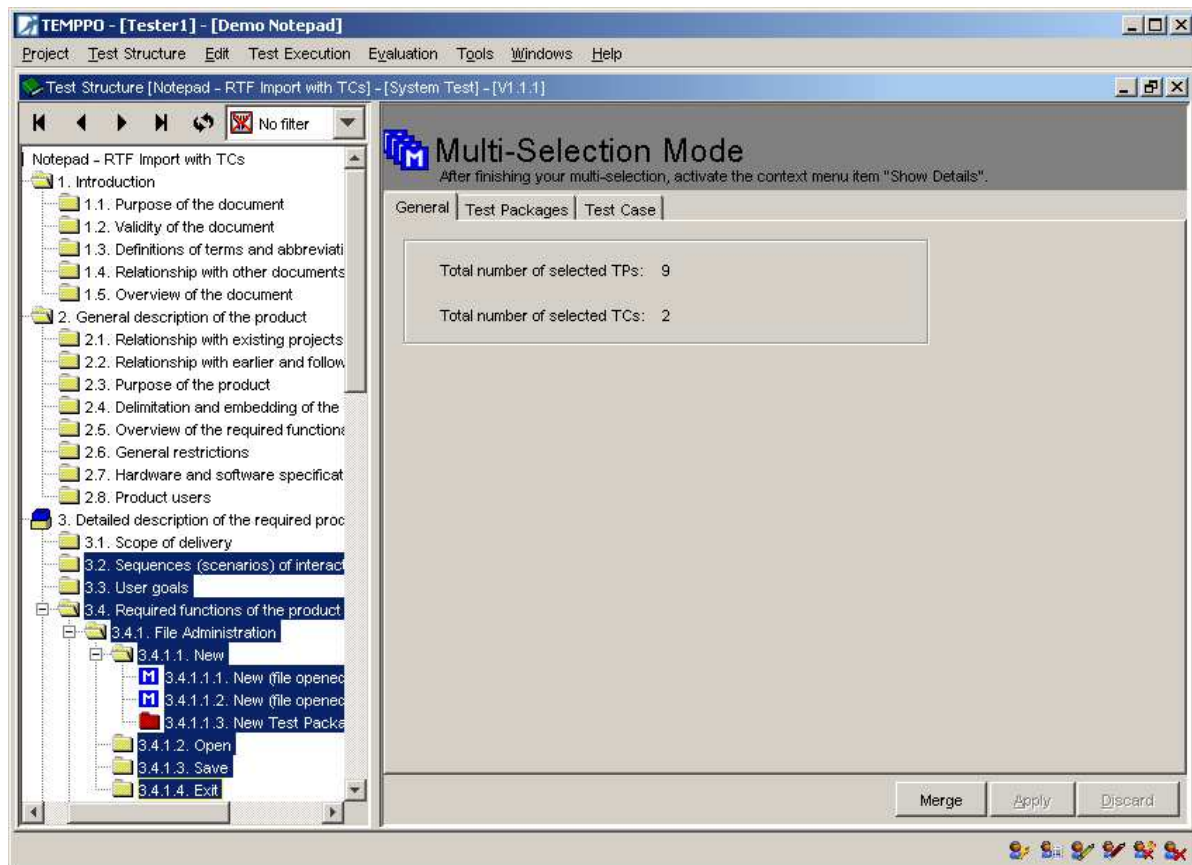 TEMPPO - [Tester1] - [Demo Notepad]
Project Test Structure Edit Test Execution Evaluation Tools Windows Help
Test Structure [Notepad - RTF Import with TCs] - [System Test] - [V1.1.1]
No filter
Notepad - RTF Import with TCs
1. Introduction
1.1. Purpose of the document
1.2. Validity of the document
1.3. Definitions of terms and abbreviati
1.4. Relationship with other documents
1.5. Overview of the document
2. General description of the product
2.1. Relationship with existing projects
2.2. Relationship with earlier and follow
2.3. Purpose of the product
2.4. Delimitation and embedding of the
2.5. Overview of the required functiona
2.6. General restrictions
2.7. Hardware and software specificat
2.8. Product users
3. Detailed description of the required proc
3.1. Scope of delivery
3.2. Sequences (scenarios) of interact
3.3. User goals
3.4. Required functions of the product
3.4.1. File Administration
3.4.1.1. New
M 3.4.1.1.1. New (file opened
M 3.4.1.1.2. New (file opened
3.4.1.1.3. New Test Packa
3.4.1.2. Open
3.4.1.3. Save
3.4.1.4. Exit
M Multi-Selection Mode
After finishing your multi-selection, activate the context menu item "Show Details".
General Test Packages Test Case
Total number of selected TPs: 9
Total number of selected TCs: 2
Merge Apply Discard